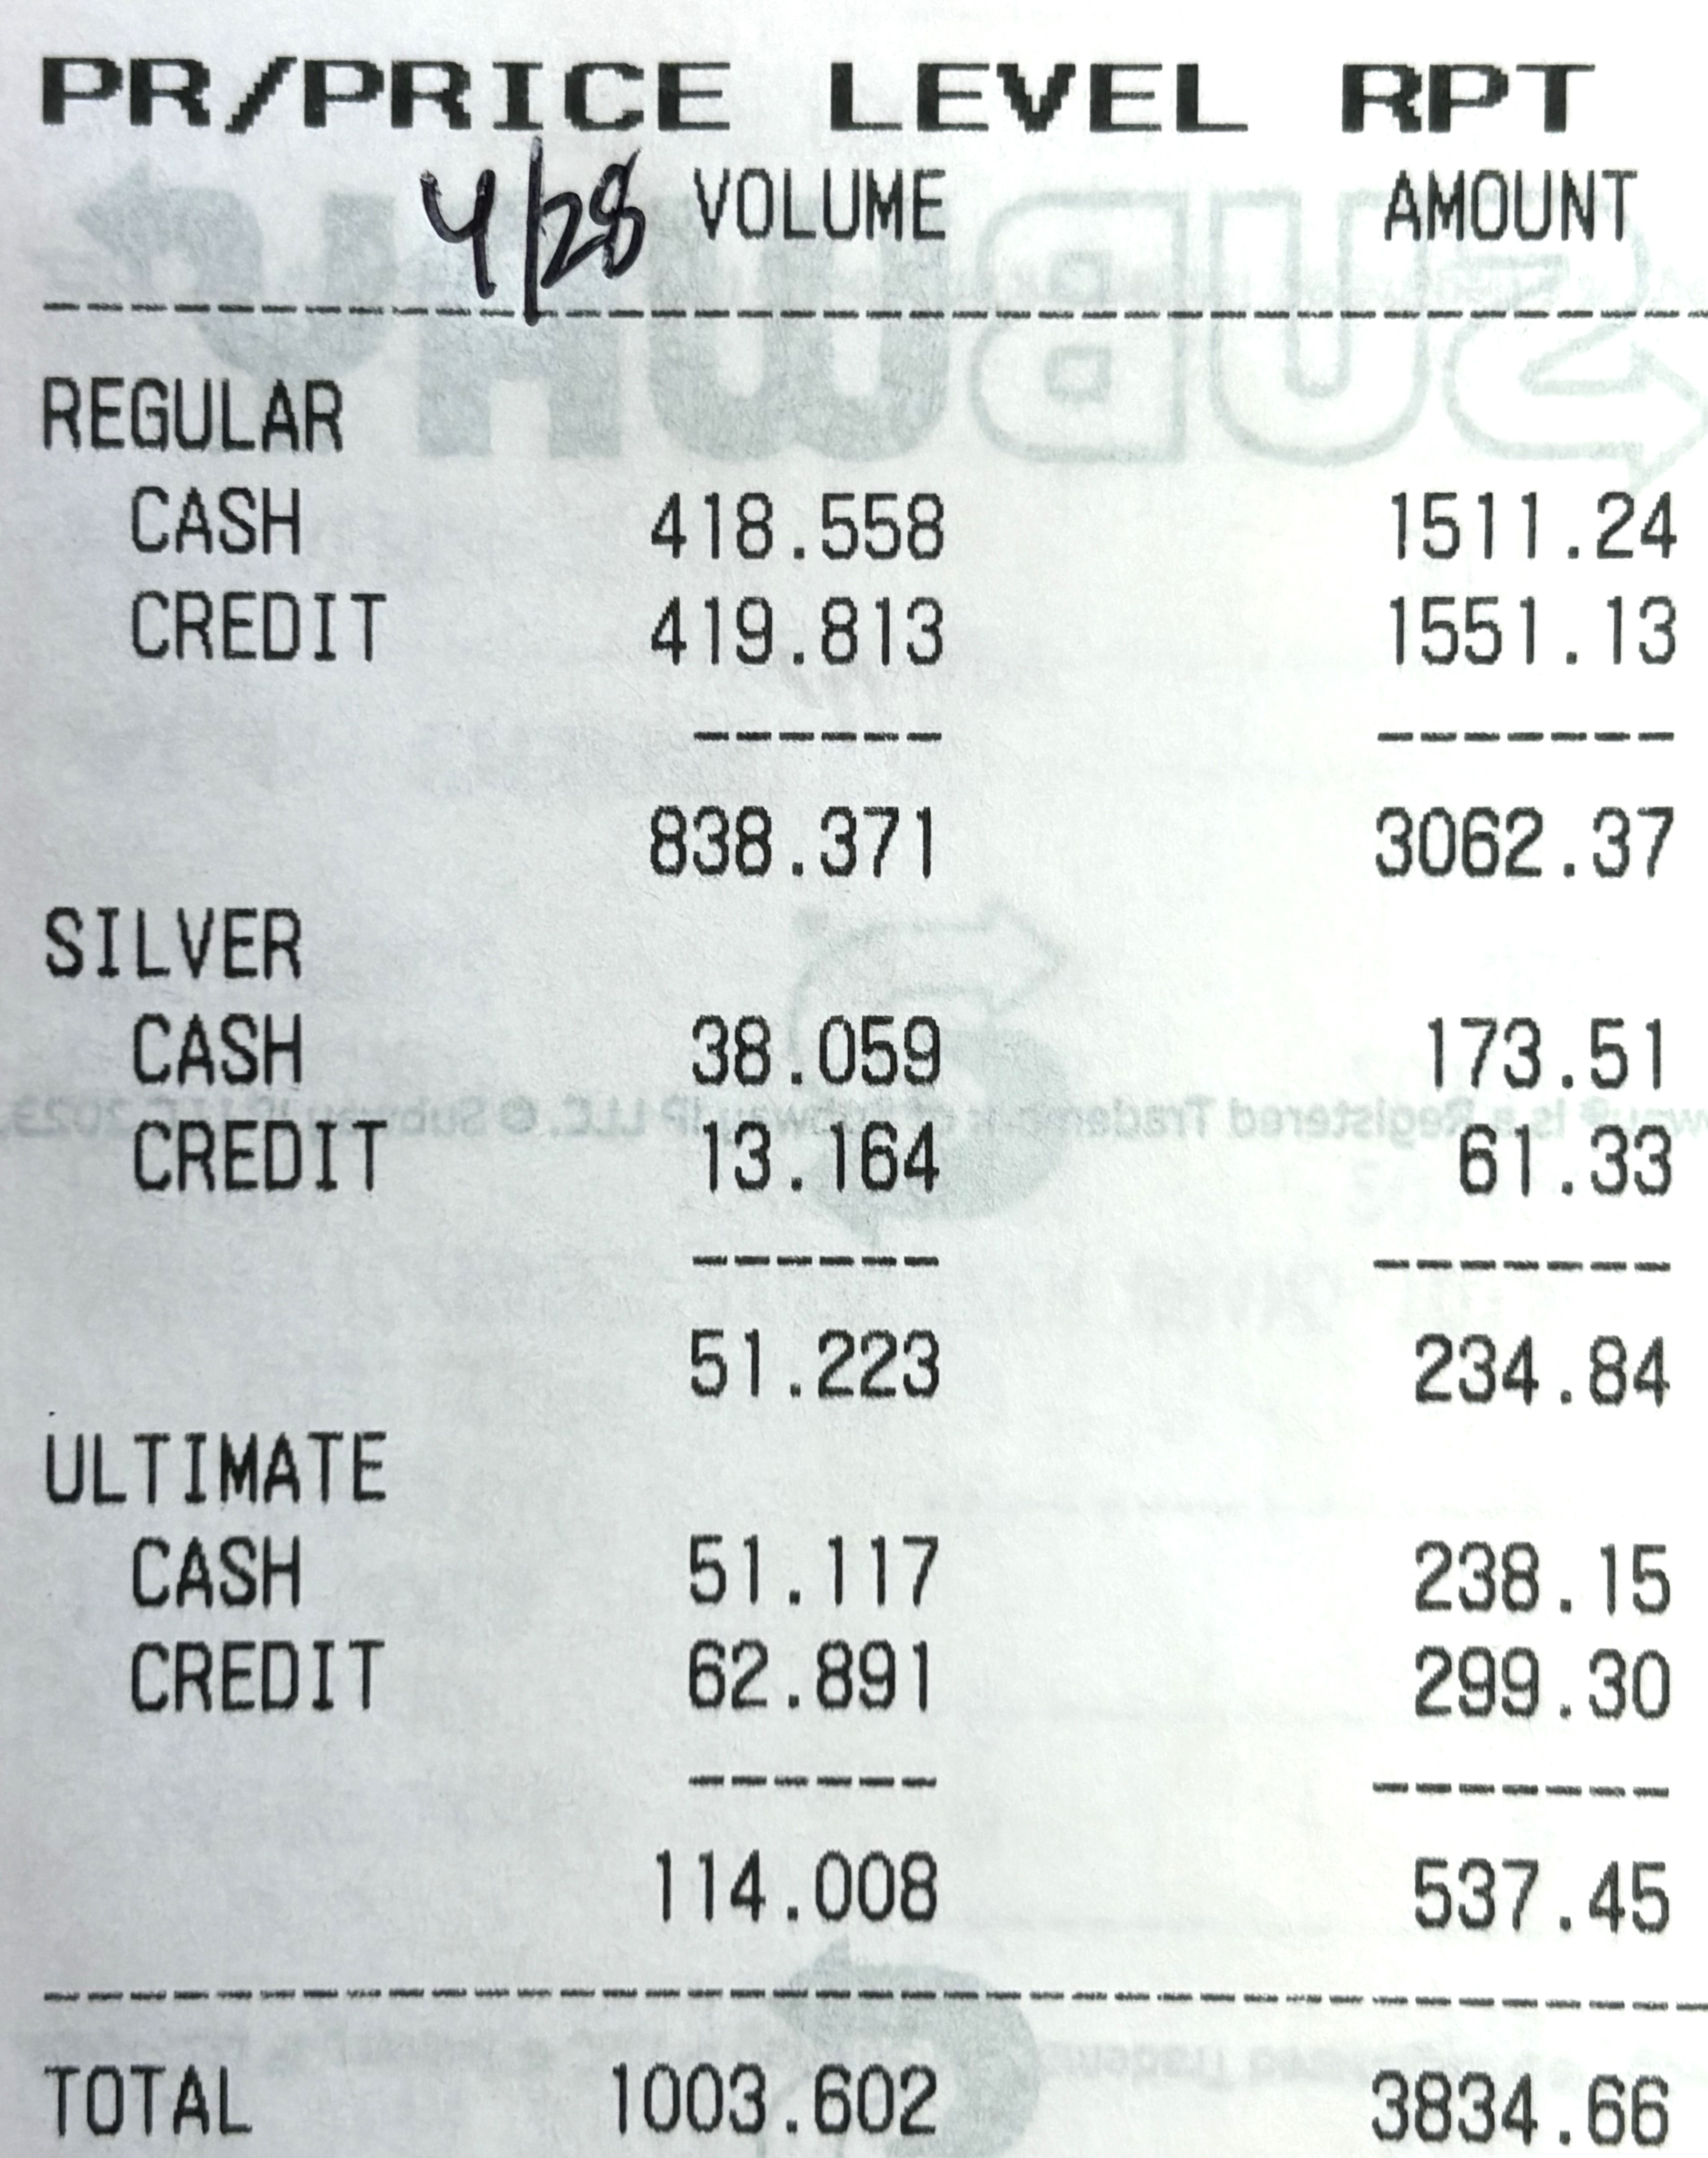 PR/PRICE LEVEL RPT
4/28 VOLUME AMOUNT
REGULAR
CASH 418.558 1511.24
CREDIT 419.813 1551.13
838.371 3062.37
SILVER
CASH 38.059 173.51
CREDIT 13.164 61.33
51.223 234.84
ULTIMATE
CASH 51.117 238.15
CREDIT 62.891 299.30
114.008 537.45
TOTAL 1003.602 3834.66